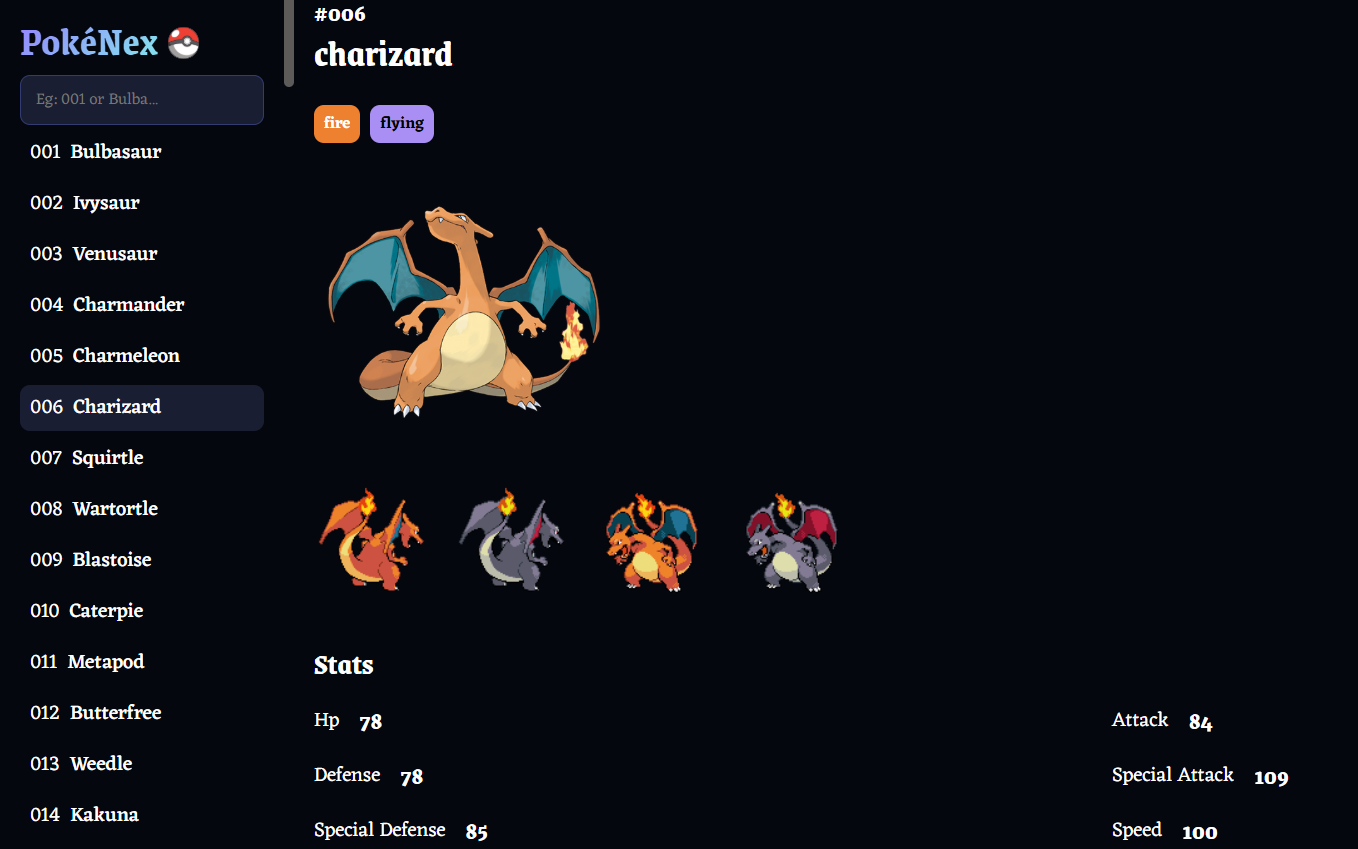 PokéNex
Eg: 001 or Bulba...
001 Bulbasaur
002 Ivysaur
003 Venusaur
004 Charmander
005 Charmeleon
006 Charizard
007 Squirtle
008 Wartortle
009 Blastoise
010 Caterpie
011 Metapod
012 Butterfree
013 Weedle
014 Kakuna
#006
charizard
fire flying
Stats
Hp 78 Attack 84
Defense 78 Special Attack 109
Special Defense 85 Speed 100